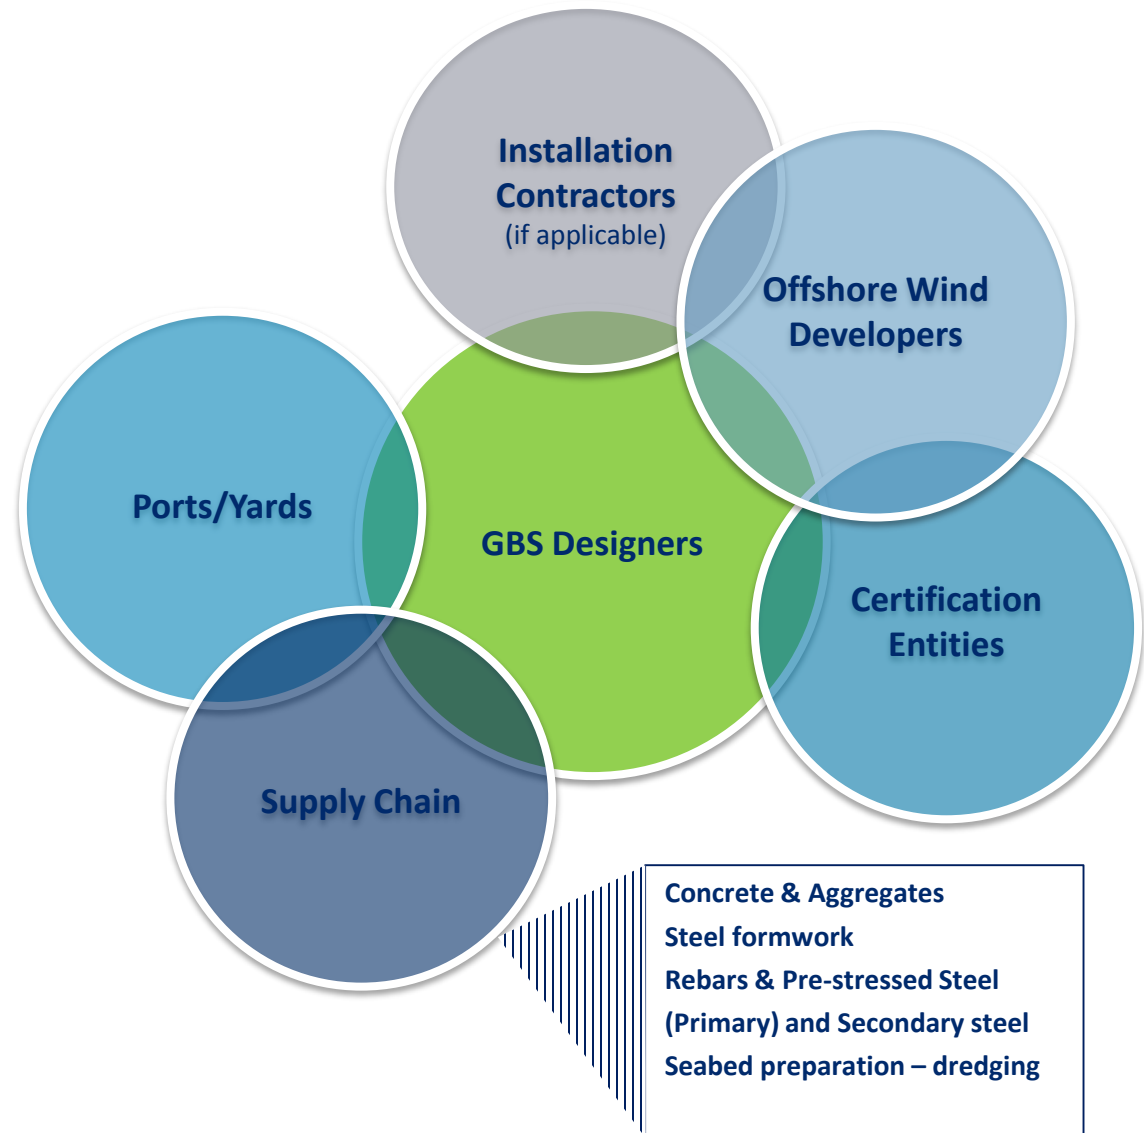 Installation
Contractors
(if applicable)
Offshore Wind
Developers
Ports/Yards
GBS Designers
Certification
Entities
Supply Chain
Concrete & Aggregates
Steel formwork
Rebars & Pre-stressed Steel
(Primary) and Secondary steel
Seabed preparation – dredging